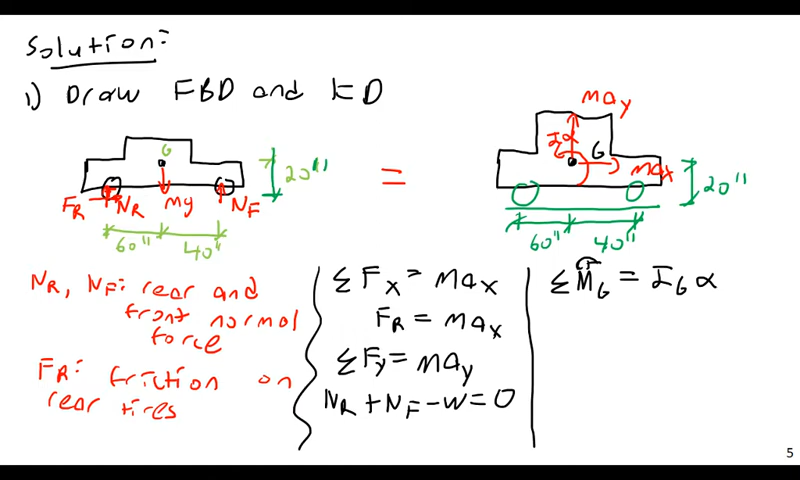 Solution:
1) Draw FBD and KD
G
20"
FR NR mg NF
60" 40"
=
may
Iα
G
max
20"
60" 40"
NR, NF: rear and
front normal
force
FR: friction on
rear tires
ΣFx = max
FR = max
ΣFy = may
NR + NF - W = 0
ΣMG = IG α
5